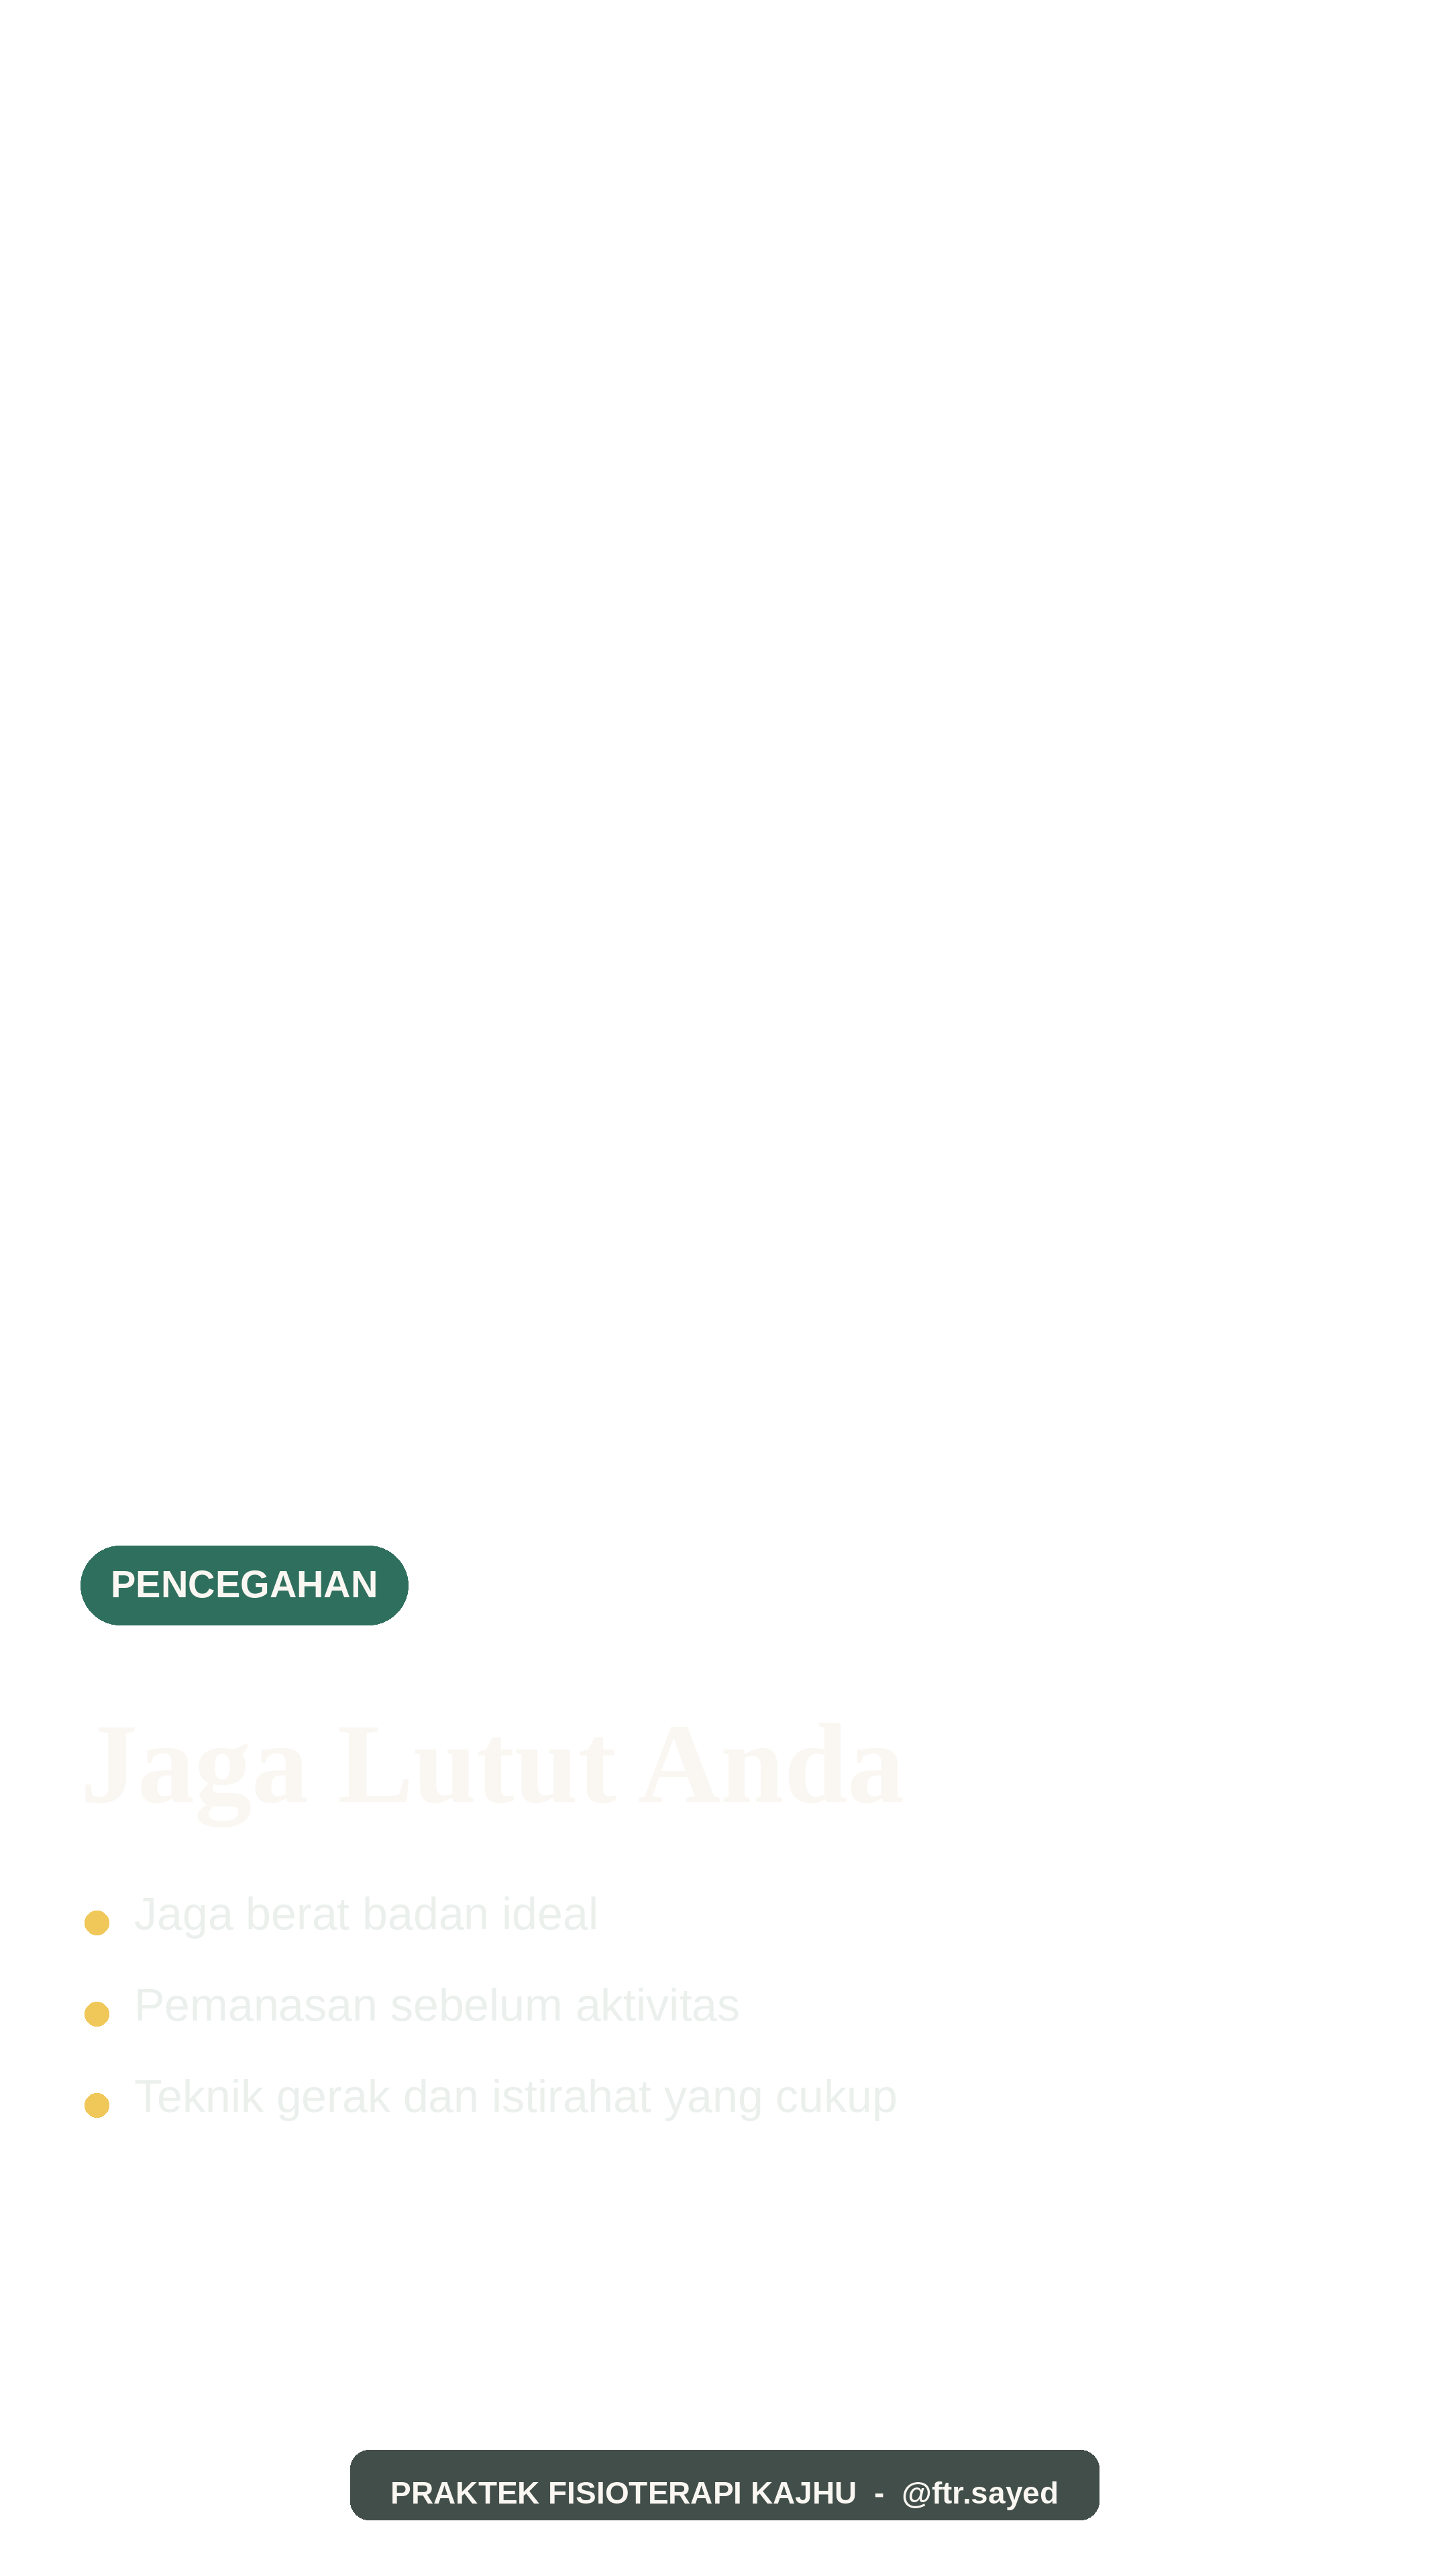 PENCEGAHAN
Jaga Lutut Anda
Jaga berat badan ideal
Pemanasan sebelum aktivitas
Teknik gerak dan istirahat yang cukup
PRAKTEK FISIOTERAPI KAJHU - @ftr.sayed